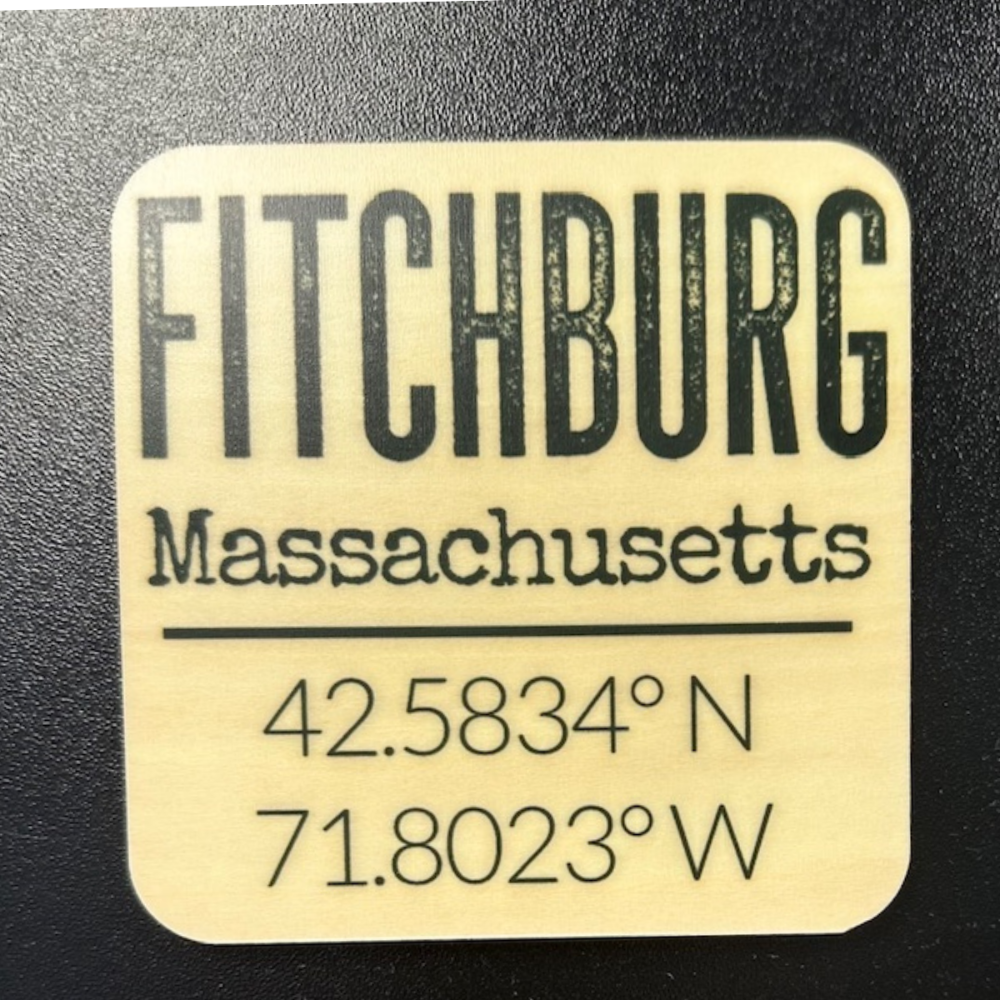 FITCHBURG
Massachusetts
42.5834° N
71.8023° W